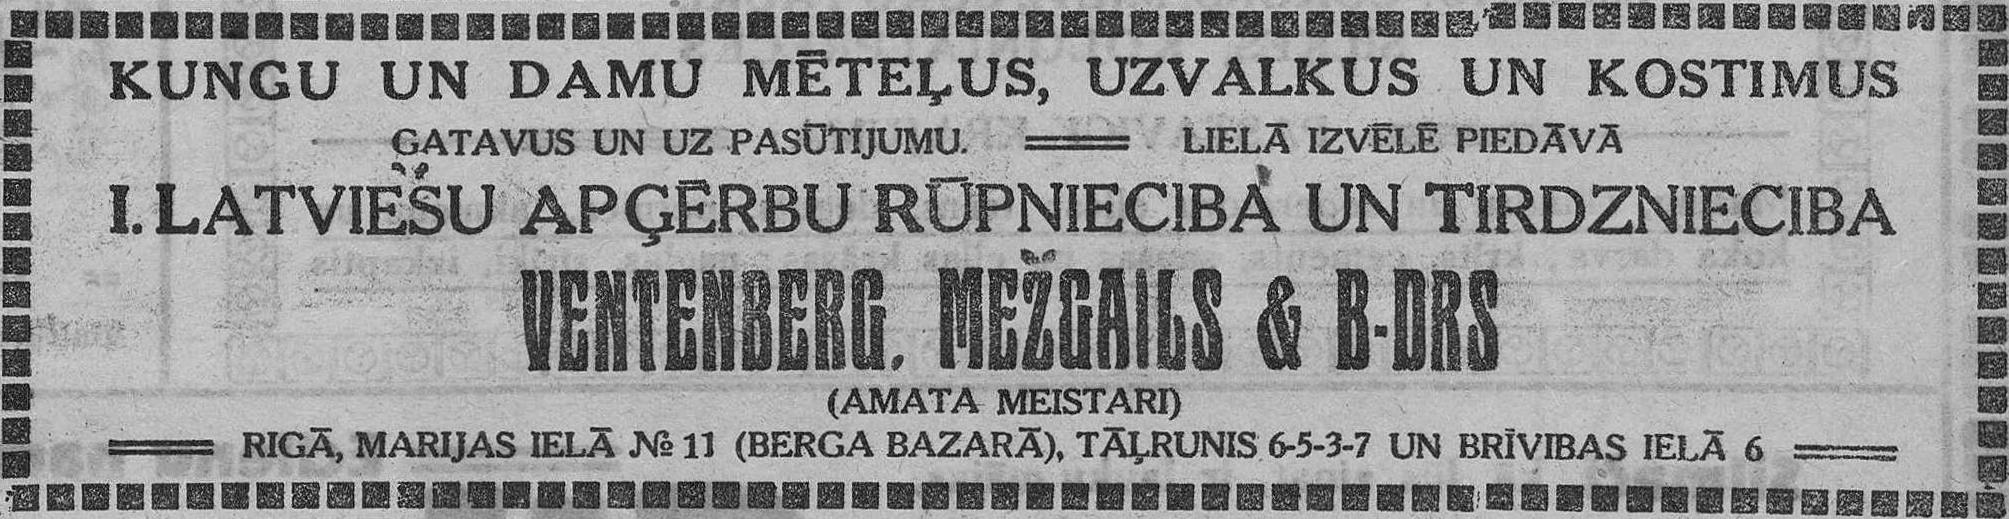 KUNGU UN DAMU MĒTEĻUS, UZVALKUS UN KOSTIMUS
GATAVUS UN UZ PASŪTIJUMU. LIELĀ IZVĒLĒ PIEDĀVĀ
I. LATVIEŠU APĢĒRBU RŪPNIECIBA UN TIRDZNIECIBA
VENTENBERG, MEŽGAILS & B-DRS
(AMATA MEISTARI)
RIGĀ, MARIJAS IELĀ № 11 (BERGA BAZARĀ), TĀĻRUNIS 6-5-3-7 UN BRĪVIBAS IELĀ 6